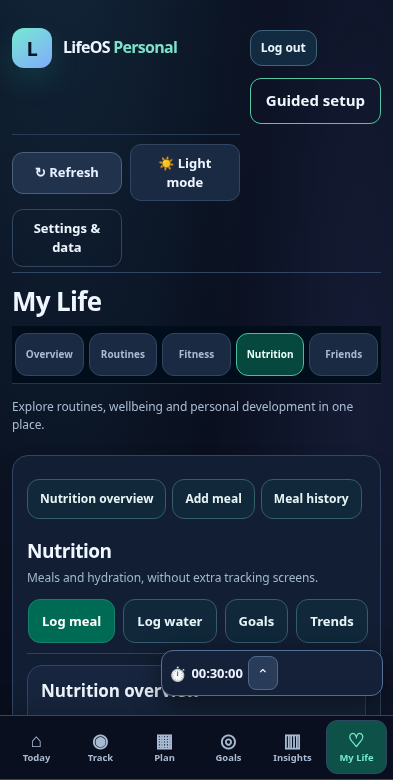 L LifeOS Personal Log out
Guided setup
↻ Refresh
☀️ Light
mode
Settings &
data
My Life
Overview Routines Fitness Nutrition Friends
Explore routines, wellbeing and personal development in one
place.
Nutrition overview Add meal Meal history
Nutrition
Meals and hydration, without extra tracking screens.
Log meal Log water Goals Trends
⏱️ 00:30:00 ^
Nutrition overview
Today Track Plan Goals Insights My Life